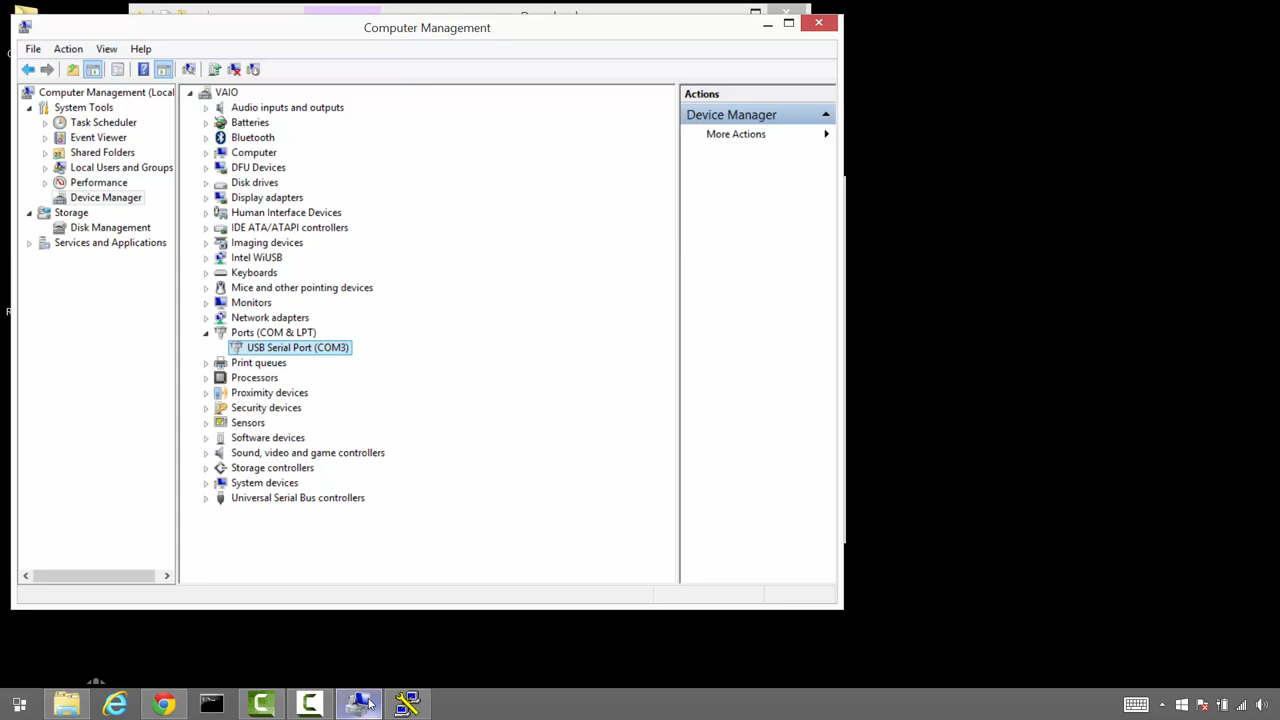 Computer Management
File Action View Help
Computer Management (Local
System Tools
Task Scheduler
Event Viewer
Shared Folders
Local Users and Groups
Performance
Device Manager
Storage
Disk Management
Services and Applications
VAIO
Audio inputs and outputs
Batteries
Bluetooth
Computer
DFU Devices
Disk drives
Display adapters
Human Interface Devices
IDE ATA/ATAPI controllers
Imaging devices
Intel WiUSB
Keyboards
Mice and other pointing devices
Monitors
Network adapters
Ports (COM & LPT)
USB Serial Port (COM3)
Print queues
Processors
Proximity devices
Security devices
Sensors
Software devices
Sound, video and game controllers
Storage controllers
System devices
Universal Serial Bus controllers
Actions
Device Manager
More Actions